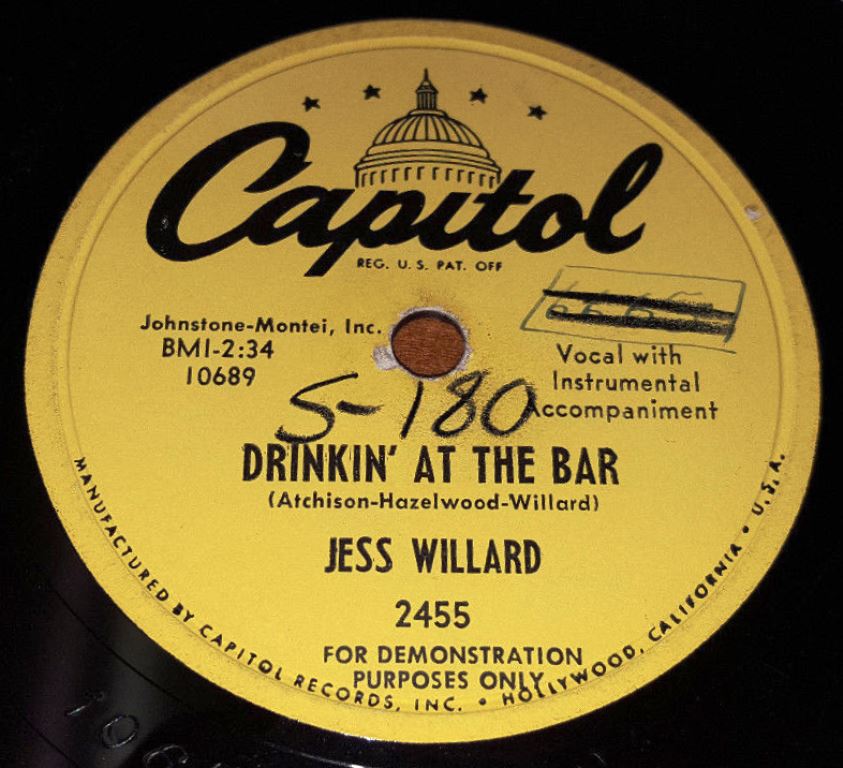 Capitol
REG. U.S. PAT. OFF
Johnstone-Montei, Inc.
BMI-2:34
10689
Vocal with
Instrumental
Accompaniment
S-180
DRINKIN' AT THE BAR
(Atchison-Hazelwood-Willard)
JESS WILLARD
2455
FOR DEMONSTRATION
PURPOSES ONLY
MANUFACTURED BY CAPITOL RECORDS, INC. • HOLLYWOOD, CALIFORNIA • U.S.A.